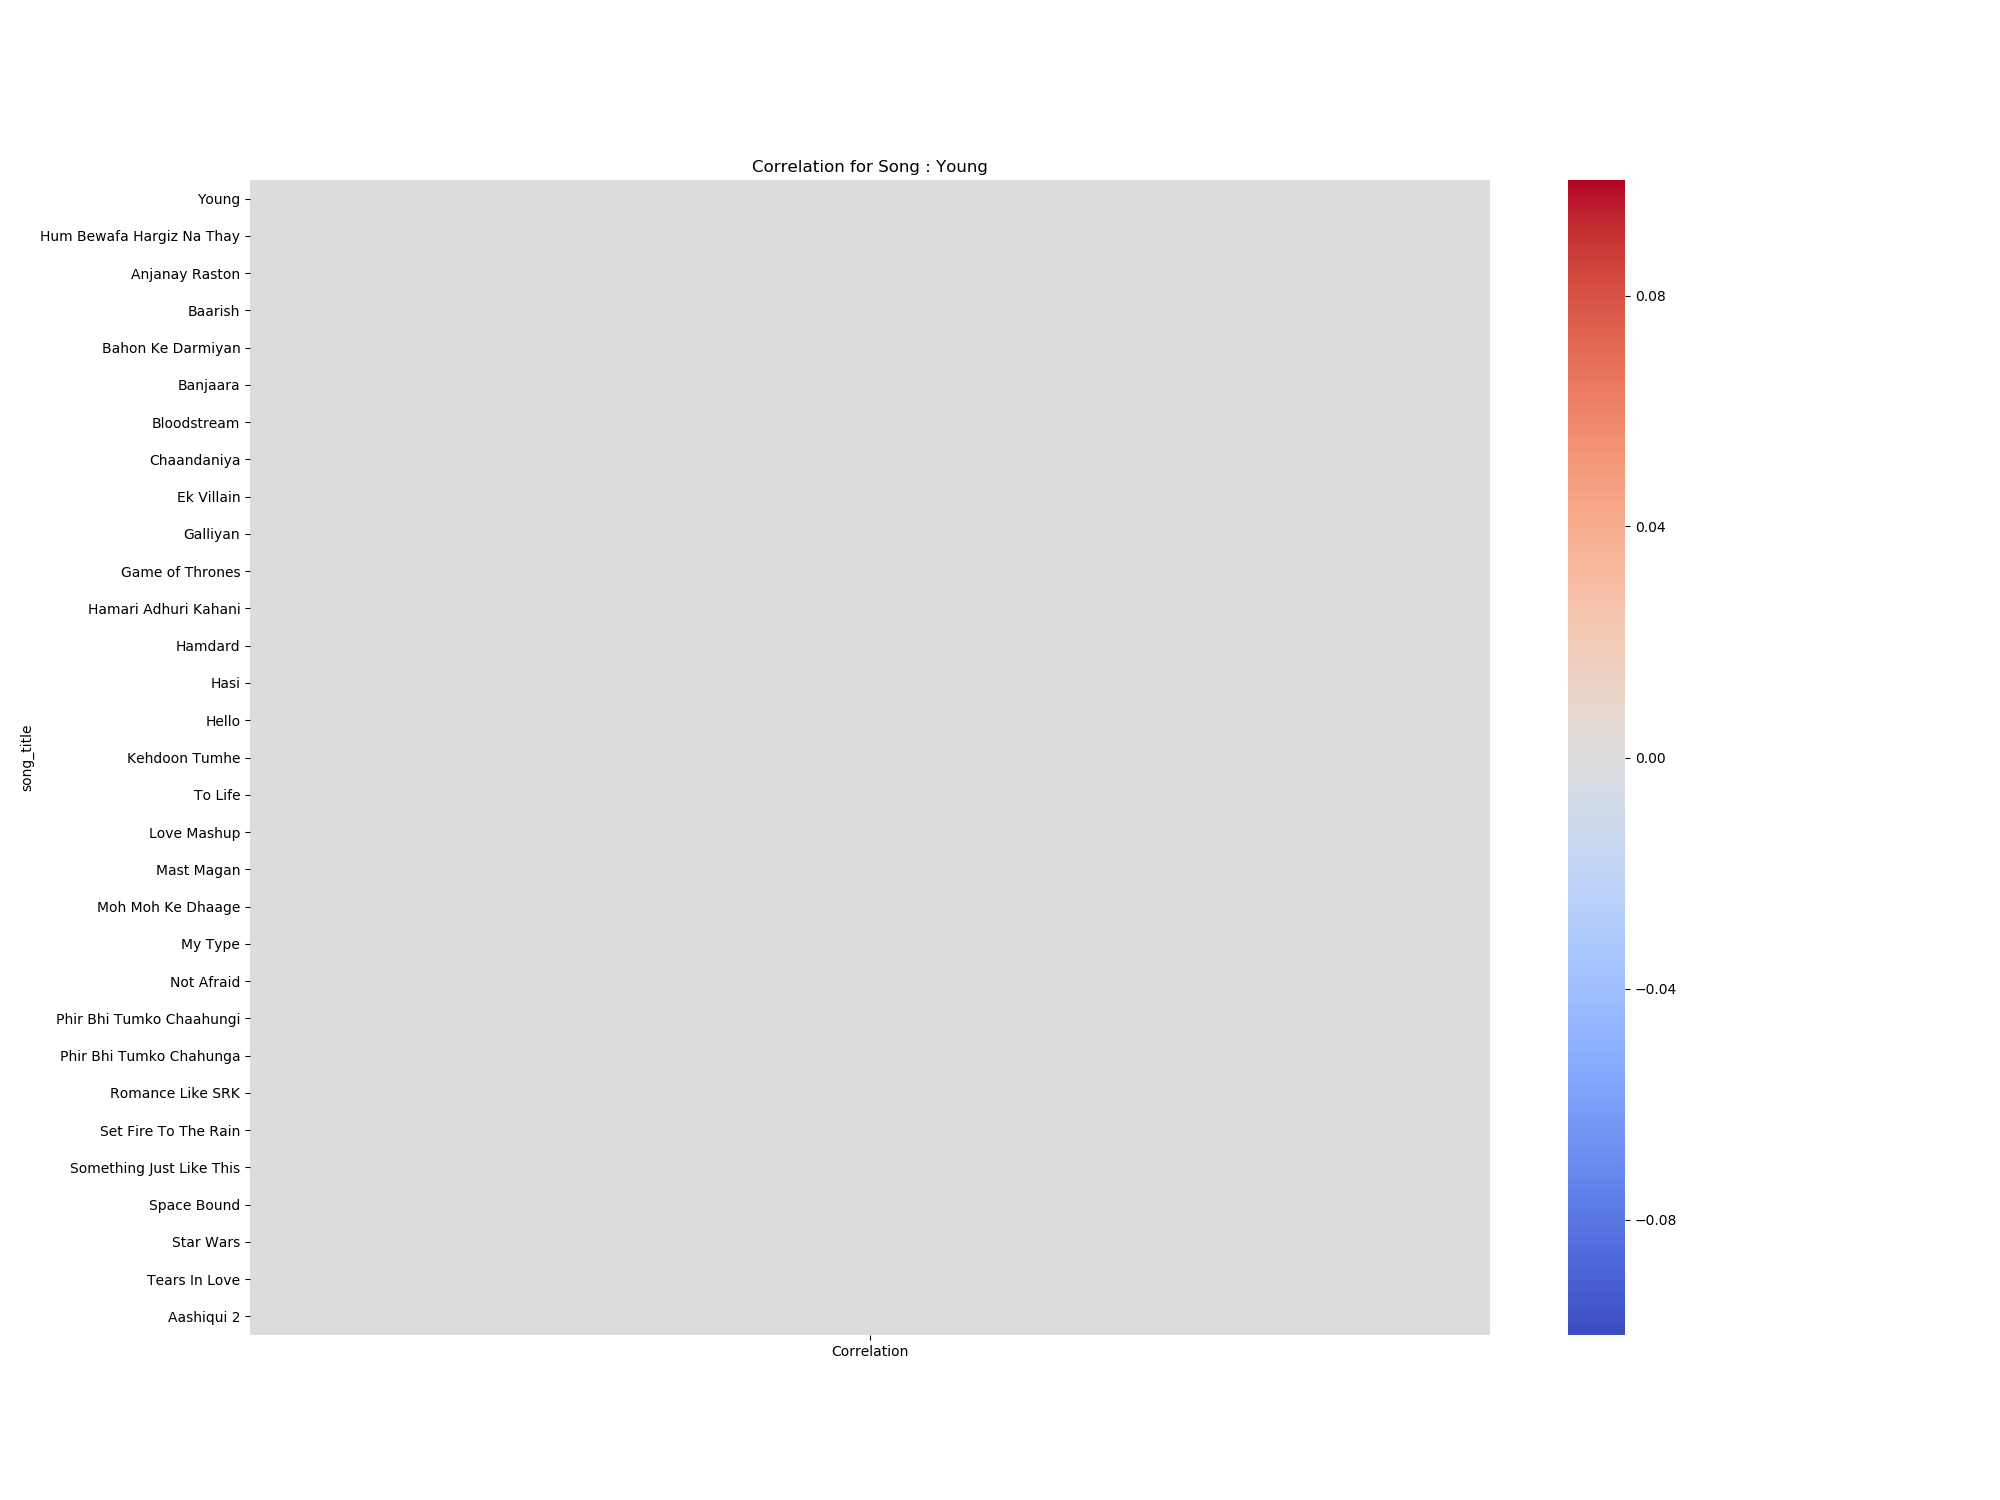 Correlation for Song : Young
Young
Hum Bewafa Hargiz Na Thay
Anjanay Raston
Baarish
Bahon Ke Darmiyan
Banjaara
Bloodstream
Chaandaniya
Ek Villain
Galliyan
Game of Thrones
Hamari Adhuri Kahani
Hamdard
Hasi
Hello
Kehdoon Tumhe
To Life
Love Mashup
Mast Magan
Moh Moh Ke Dhaage
My Type
Not Afraid
Phir Bhi Tumko Chaahungi
Phir Bhi Tumko Chahunga
Romance Like SRK
Set Fire To The Rain
Something Just Like This
Space Bound
Star Wars
Tears In Love
Aashiqui 2
song_title
Correlation
0.08
0.04
0.00
−0.04
−0.08